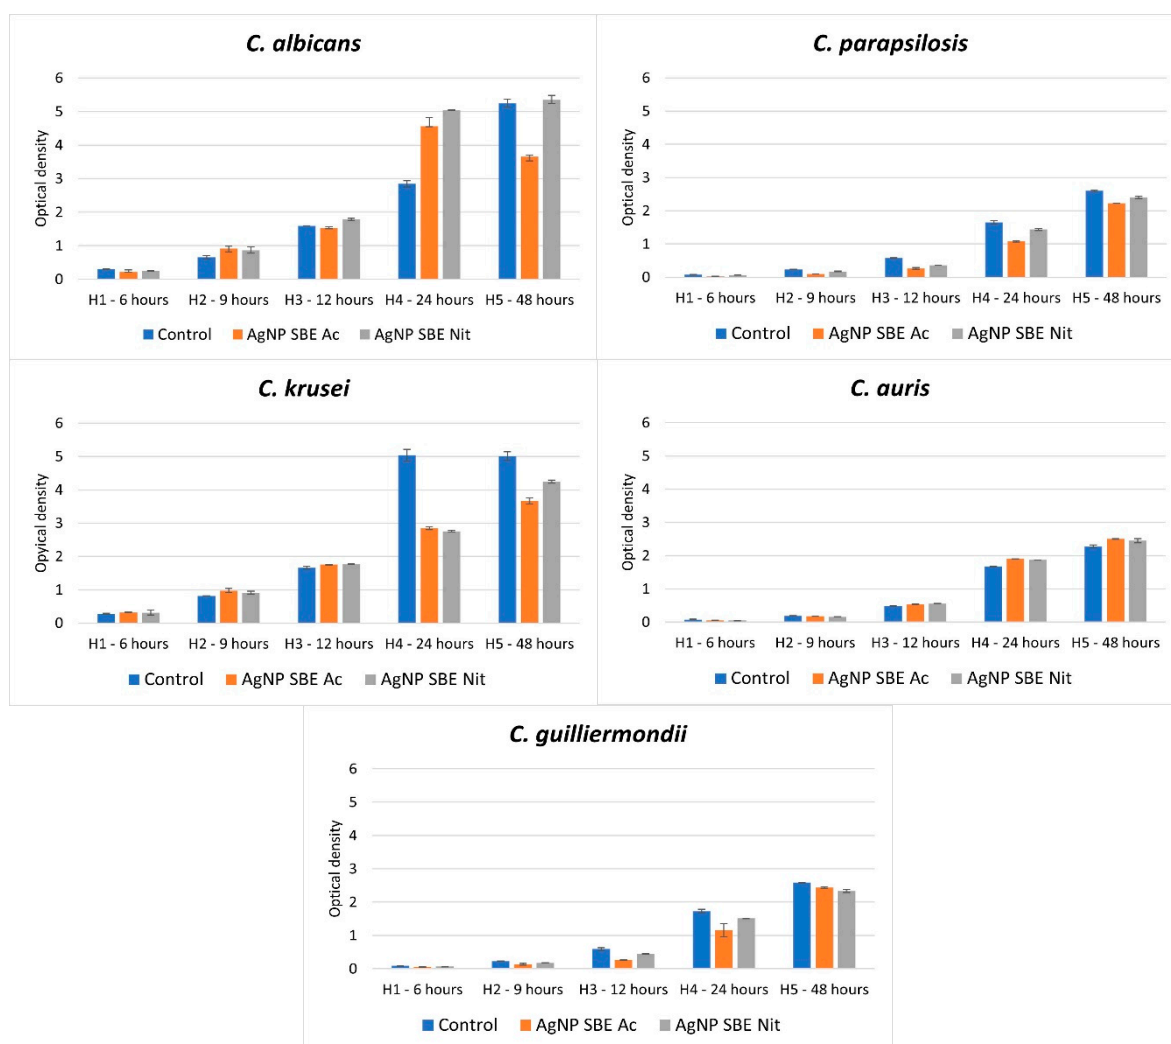 C. albicans
6
5
4
3
2
1
0
Optical density
H1 - 6 hours H2 - 9 hours H3 - 12 hours H4 - 24 hours H5 - 48 hours
Control AgNP SBE Ac AgNP SBE Nit
C. parapsilosis
6
5
4
3
2
1
0
Optical density
H1 - 6 hours H2 - 9 hours H3 - 12 hours H4 - 24 hours H5 - 48 hours
Control AgNP SBE Ac AgNP SBE Nit
C. krusei
6
5
4
3
2
1
0
Opyical density
H1 - 6 hours H2 - 9 hours H3 - 12 hours H4 - 24 hours H5 - 48 hours
Control AgNP SBE Ac AgNP SBE Nit
C. auris
6
5
4
3
2
1
0
Optical density
H1 - 6 hours H2 - 9 hours H3 - 12 hours H4 - 24 hours H5 - 48 hours
Control AgNP SBE Ac AgNP SBE Nit
C. guilliermondii
6
5
4
3
2
1
0
Optical density
H1 - 6 hours H2 - 9 hours H3 - 12 hours H4 - 24 hours H5 - 48 hours
Control AgNP SBE Ac AgNP SBE Nit